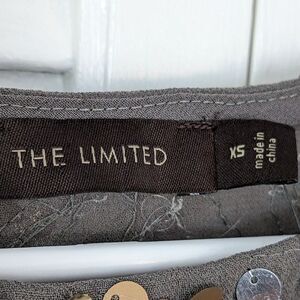 THE LIMITED
XS
made in
china